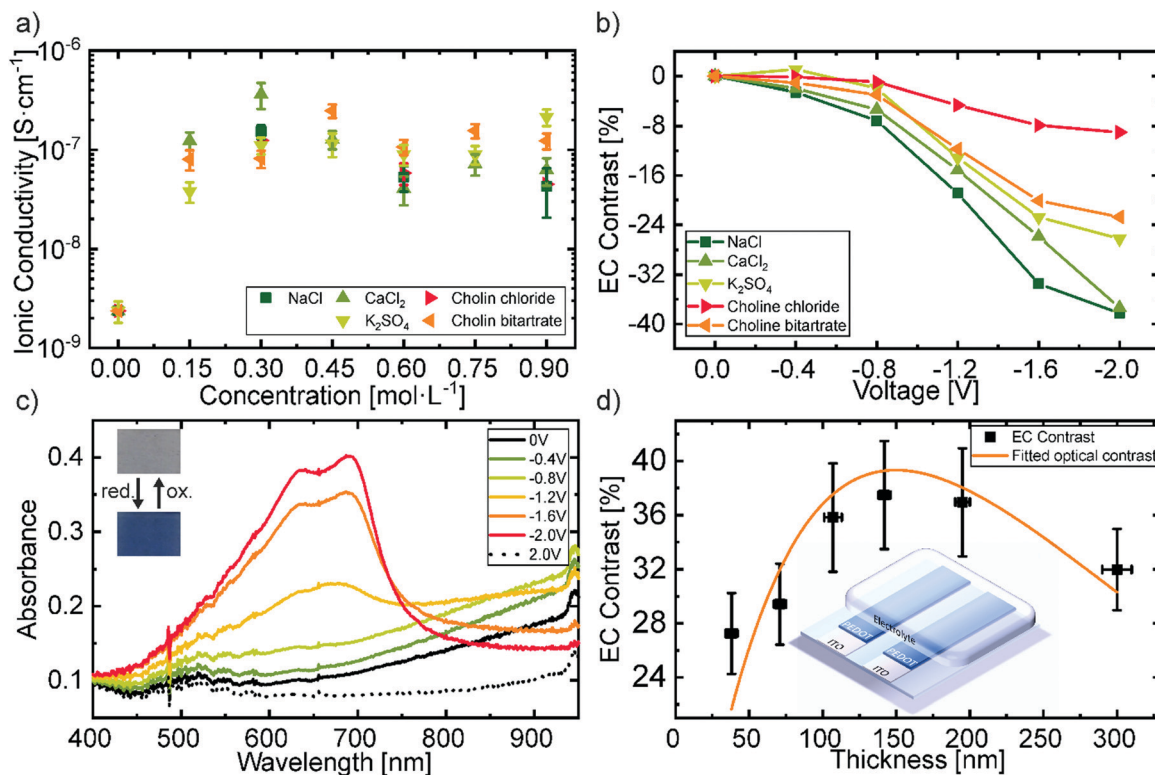 a)
Ionic Conductivity [S·cm⁻¹]
10⁻⁶
10⁻⁷
10⁻⁸
10⁻⁹
NaCl
CaCl₂
Cholin chloride
K₂SO₄
Cholin bitartrate
0.00 0.15 0.30 0.45 0.60 0.75 0.90
Concentration [mol·L⁻¹]
b)
EC Contrast [%]
0
-8
-16
-24
-32
-40
NaCl
CaCl₂
K₂SO₄
Choline chloride
Choline bitartrate
0.0 -0.4 -0.8 -1.2 -1.6 -2.0
Voltage [V]
c)
Absorbance
0.4
0.3
0.2
0.1
red. ox.
0V
-0.4V
-0.8V
-1.2V
-1.6V
-2.0V
2.0V
400 500 600 700 800 900
Wavelength [nm]
d)
EC Contrast [%]
40
36
32
28
24
EC Contrast
Fitted optical contrast
Electrolyte
PEDOT
PEDOT
ITO
ITO
0 50 100 150 200 250 300
Thickness [nm]